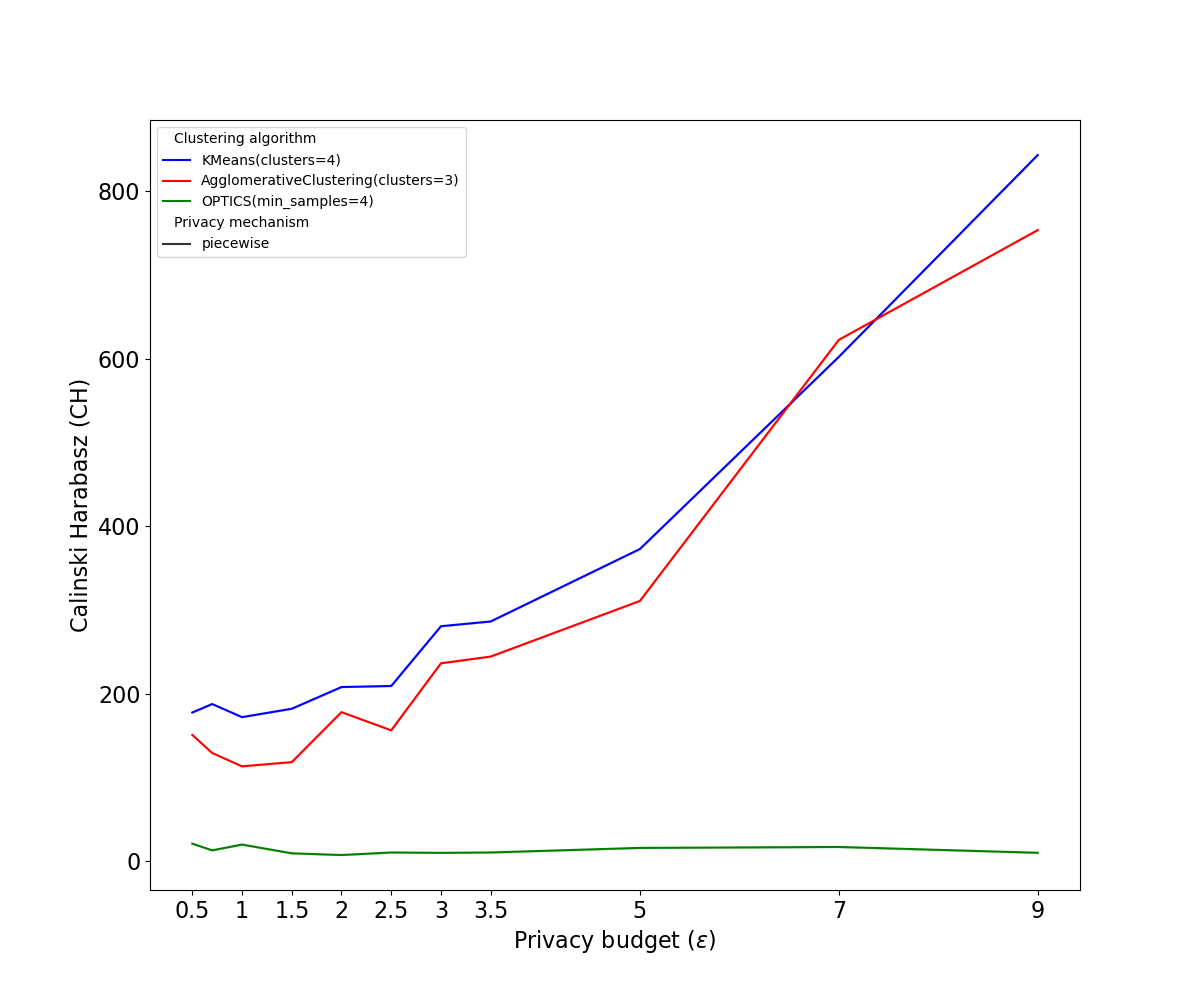 Clustering algorithm
KMeans(clusters=4)
AgglomerativeClustering(clusters=3)
OPTICS(min_samples=4)
Privacy mechanism
piecewise
Calinski Harabasz (CH)
800
600
400
200
0
0.5 1 1.5 2 2.5 3 3.5 5 7 9
Privacy budget (ε)